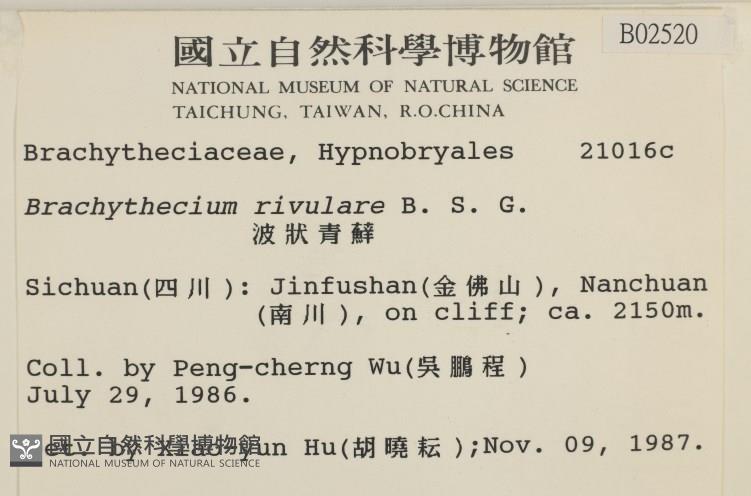 國立自然科學博物館
B02520
NATIONAL MUSEUM OF NATURAL SCIENCE
TAICHUNG, TAIWAN, R.O.CHINA
Brachytheciaceae, Hypnobryales 21016c
Brachythecium rivulare B. S. G.
波狀青蘚
Sichuan(四川): Jinfushan(金佛山), Nanchuan
(南川), on cliff; ca. 2150m.
Coll. by Peng-cherng Wu(吳鵬程)
July 29, 1986.
by Xiao-yun Hu(胡曉耘);Nov. 09, 1987.
國立自然科學博物館
NATIONAL MUSEUM OF NATURAL SCIENCE